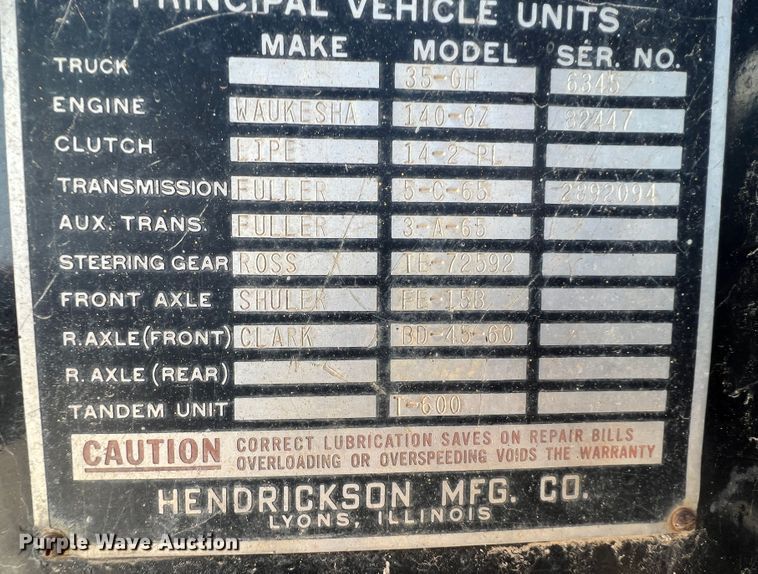 PRINCIPAL VEHICLE UNITS
MAKE MODEL SER. NO.
TRUCK 35-OH 6345
ENGINE WAUKESHA 140-GZ 82447
CLUTCH LIPE 14-2 PL
TRANSMISSION FULLER 5-C-65 2892094
AUX. TRANS. FULLER 3-A-65
STEERING GEAR ROSS TE-72592
FRONT AXLE SHULER FE-15B
R. AXLE (FRONT) CLARK BD-45-60
R. AXLE (REAR)
TANDEM UNIT T-600
CAUTION CORRECT LUBRICATION SAVES ON REPAIR BILLS
OVERLOADING OR OVERSPEEDING VOIDS THE WARRANTY
HENDRICKSON MFG. CO.
LYONS, ILLINOIS
Purple Wave Auction